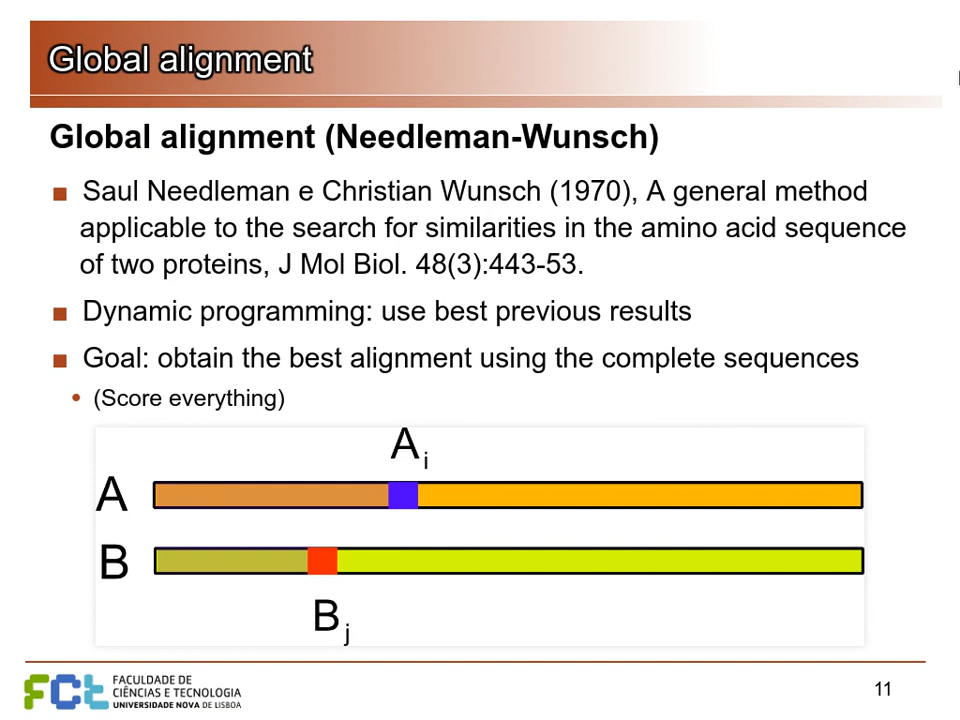 Global alignment
Global alignment (Needleman-Wunsch)
Saul Needleman e Christian Wunsch (1970), A general method
applicable to the search for similarities in the amino acid sequence
of two proteins, J Mol Biol. 48(3):443-53.
Dynamic programming: use best previous results
Goal: obtain the best alignment using the complete sequences
(Score everything)
A i
A
B
B j
FCt FACULDADE DE
CIÊNCIAS E TECNOLOGIA
UNIVERSIDADE NOVA DE LISBOA
11